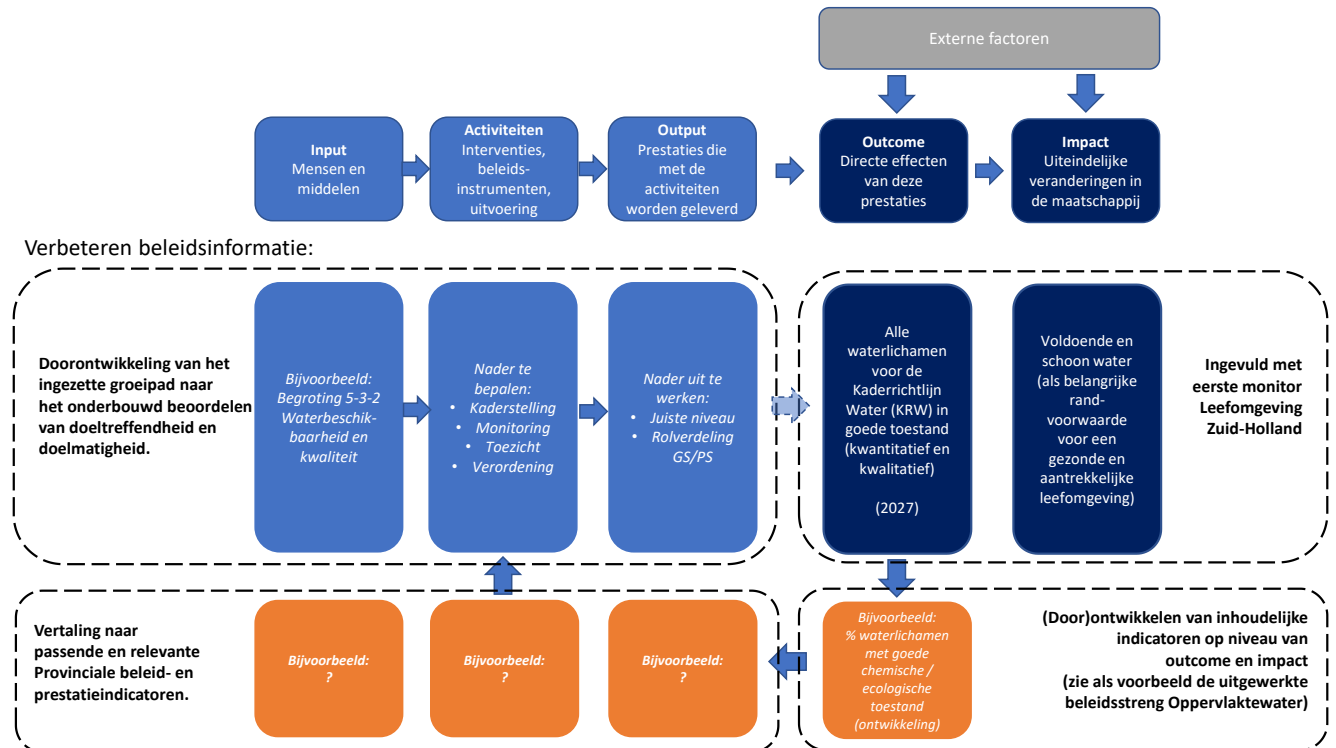 Externe factoren
Input
Mensen en
middelen
Activiteiten
Interventies,
beleids-
instrumenten,
uitvoering
Output
Prestaties die
met de
activiteiten
worden geleverd
Outcome
Directe effecten
van deze
prestaties
Impact
Uiteindelijke
veranderingen in
de maatschappij
Verbeteren beleidsinformatie:
Doorontwikkeling van het
ingezette groeipad naar
het onderbouwd beoordelen
van doeltreffendheid en
doelmatigheid.
Bijvoorbeeld:
Begroting 5-3-2
Waterbeschik-
baarheid en
kwaliteit
Nader te
bepalen:
• Kaderstelling
• Monitoring
• Toezicht
• Verordening
Nader uit te
werken:
• Juiste niveau
• Rolverdeling
GS/PS
Alle
waterlichamen
voor de
Kaderrichtlijn
Water (KRW) in
goede toestand
(kwantitatief en
kwalitatief)
(2027)
Voldoende en
schoon water
(als belangrijke
rand-
voorwaarde
voor een
gezonde en
aantrekkelijke
leefomgeving)
Ingevuld met
eerste monitor
Leefomgeving
Zuid-Holland
Vertaling naar
passende en relevante
Provinciale beleid- en
prestatieindicatoren.
Bijvoorbeeld:
?
Bijvoorbeeld:
?
Bijvoorbeeld:
?
Bijvoorbeeld:
% waterlichamen
met goede
chemische /
ecologische
toestand
(ontwikkeling)
(Door)ontwikkelen van inhoudelijke
indicatoren op niveau van
outcome en impact
(zie als voorbeeld de uitgewerkte
beleidsstreng Oppervlaktewater)